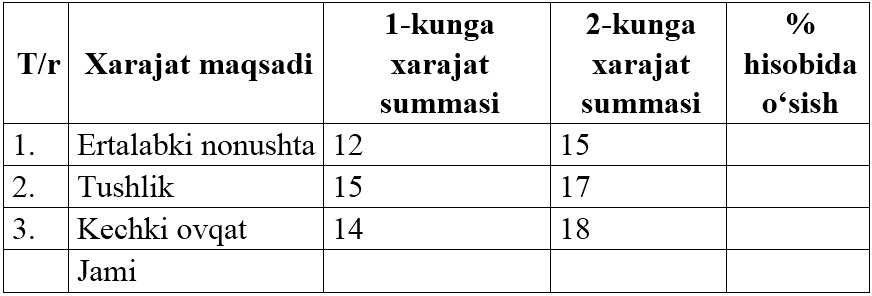 T/r Xarajat maqsadi 1-kunga xarajat summasi 2-kunga xarajat summasi % hisobida o‘sish
1. Ertalabki nonushta 12 15
2. Tushlik 15 17
3. Kechki ovqat 14 18
Jami